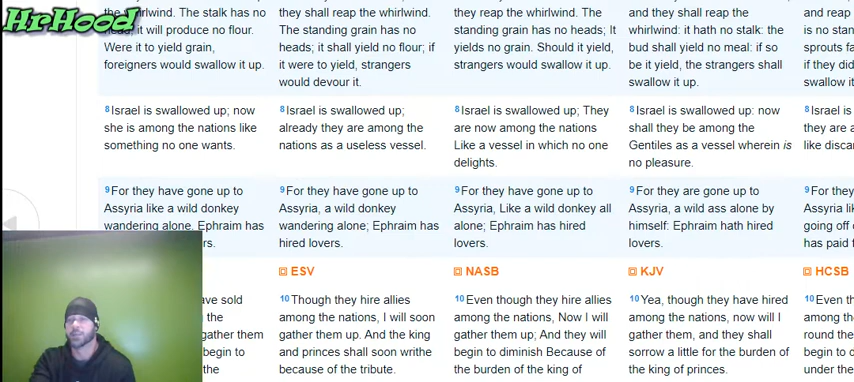 HrHood
the whirlwind. The stalk has no
head; it will produce no flour.
Were it to yield grain,
foreigners would swallow it up.
8 Israel is swallowed up; now
she is among the nations like
something no one wants.
9 For they have gone up to
Assyria like a wild donkey
wandering alone. Ephraim has
rs.
ave sold
the
gather them
begin to
the
they shall reap the whirlwind.
The standing grain has no
heads; it shall yield no flour; if
it were to yield, strangers
would devour it.
8 Israel is swallowed up;
already they are among the
nations as a useless vessel.
9 For they have gone up to
Assyria, a wild donkey
wandering alone; Ephraim has
hired lovers.
ESV
10 Though they hire allies
among the nations, I will soon
gather them up. And the king
and princes shall soon writhe
because of the tribute.
they reap the whirlwind. The
standing grain has no heads; It
yields no grain. Should it yield,
strangers would swallow it up.
8 Israel is swallowed up; They
are now among the nations
Like a vessel in which no one
delights.
9 For they have gone up to
Assyria, Like a wild donkey all
alone; Ephraim has hired
lovers.
NASB
10 Even though they hire allies
among the nations, Now I will
gather them up; And they will
begin to diminish Because of
the burden of the king of
and they shall reap the
whirlwind: it hath no stalk: the
bud shall yield no meal: if so
be it yield, the strangers shall
swallow it up.
8 Israel is swallowed up: now
shall they be among the
Gentiles as a vessel wherein is
no pleasure.
9 For they are gone up to
Assyria, a wild ass alone by
himself: Ephraim hath hired
lovers.
KJV
10 Yea, though they have hired
among the nations, now will I
gather them, and they shall
sorrow a little for the burden of
the king of princes.
and reap
is no stan
sprouts fa
if they did
swallow it
8 Israel is
they are a
like discar
9 For they
Assyria lik
going off o
has paid f
HCSB
10 Even th
among the
round the
begin to d
under the